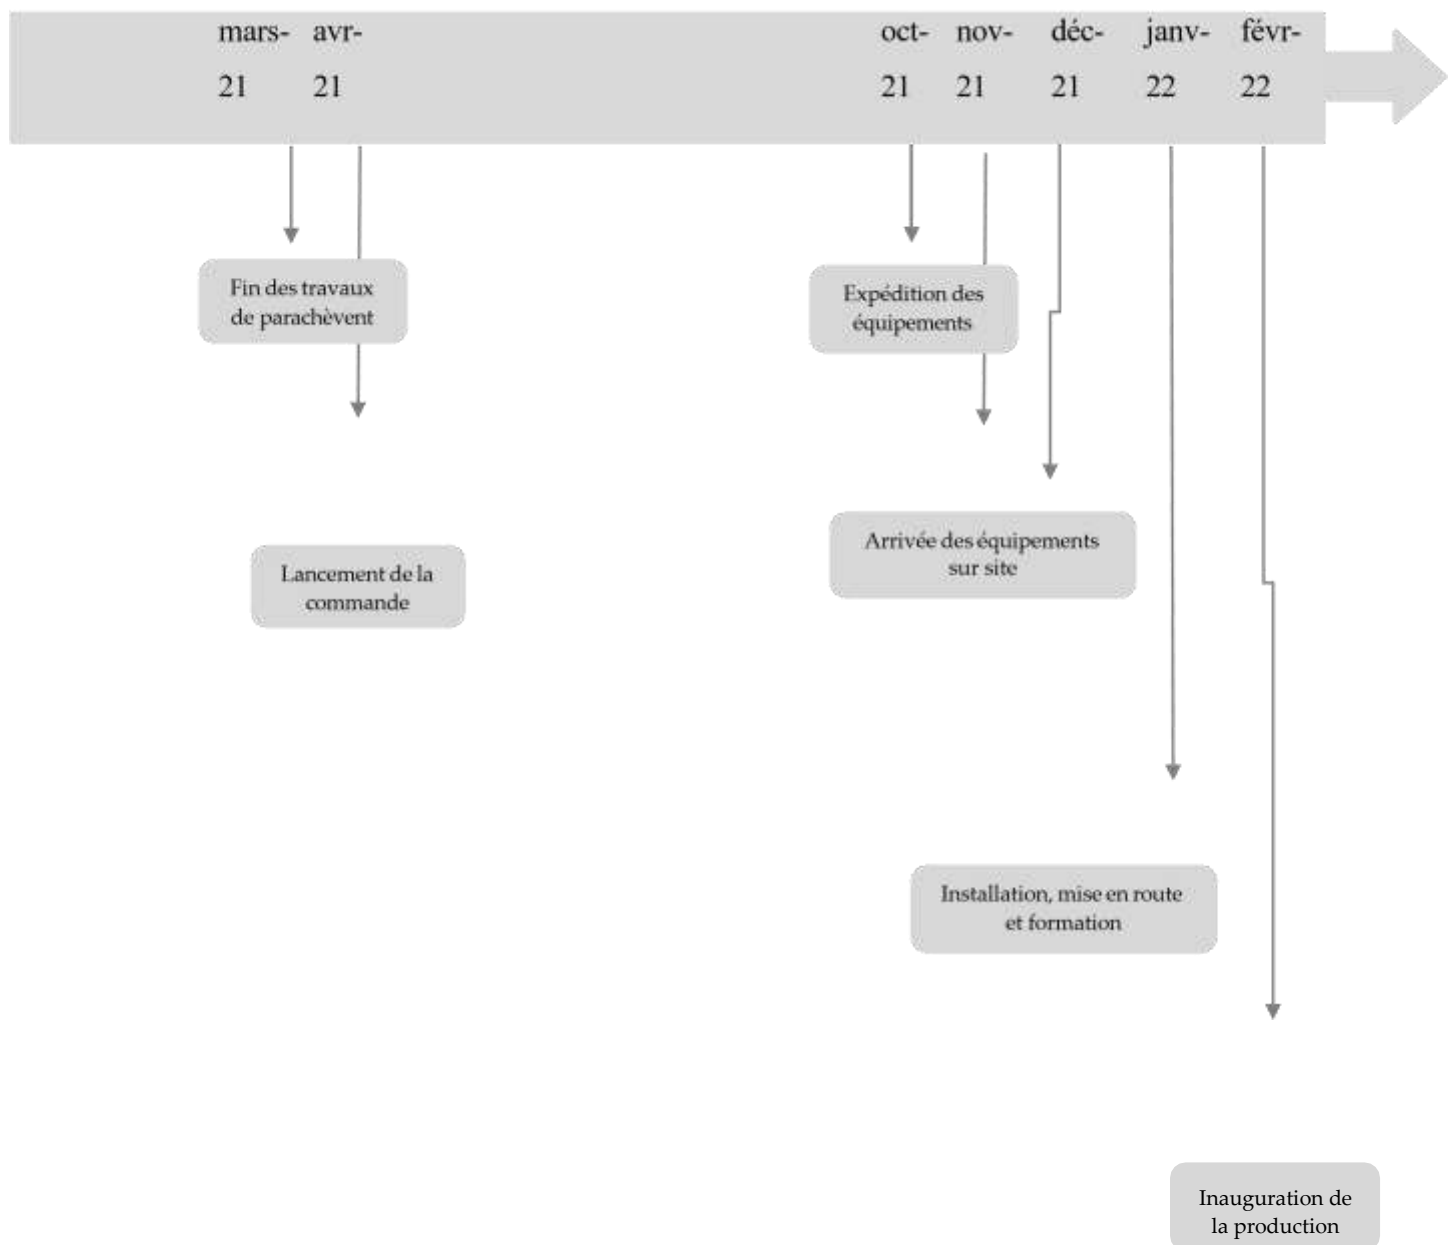 mars- avr- oct- nov- déc- janv- févr-
21 21 21 21 21 22 22
Fin des travaux
de parachèvent
Expédition des
équipements
Arrivée des équipements
sur site
Lancement de la
commande
Installation, mise en route
et formation
Inauguration de
la production